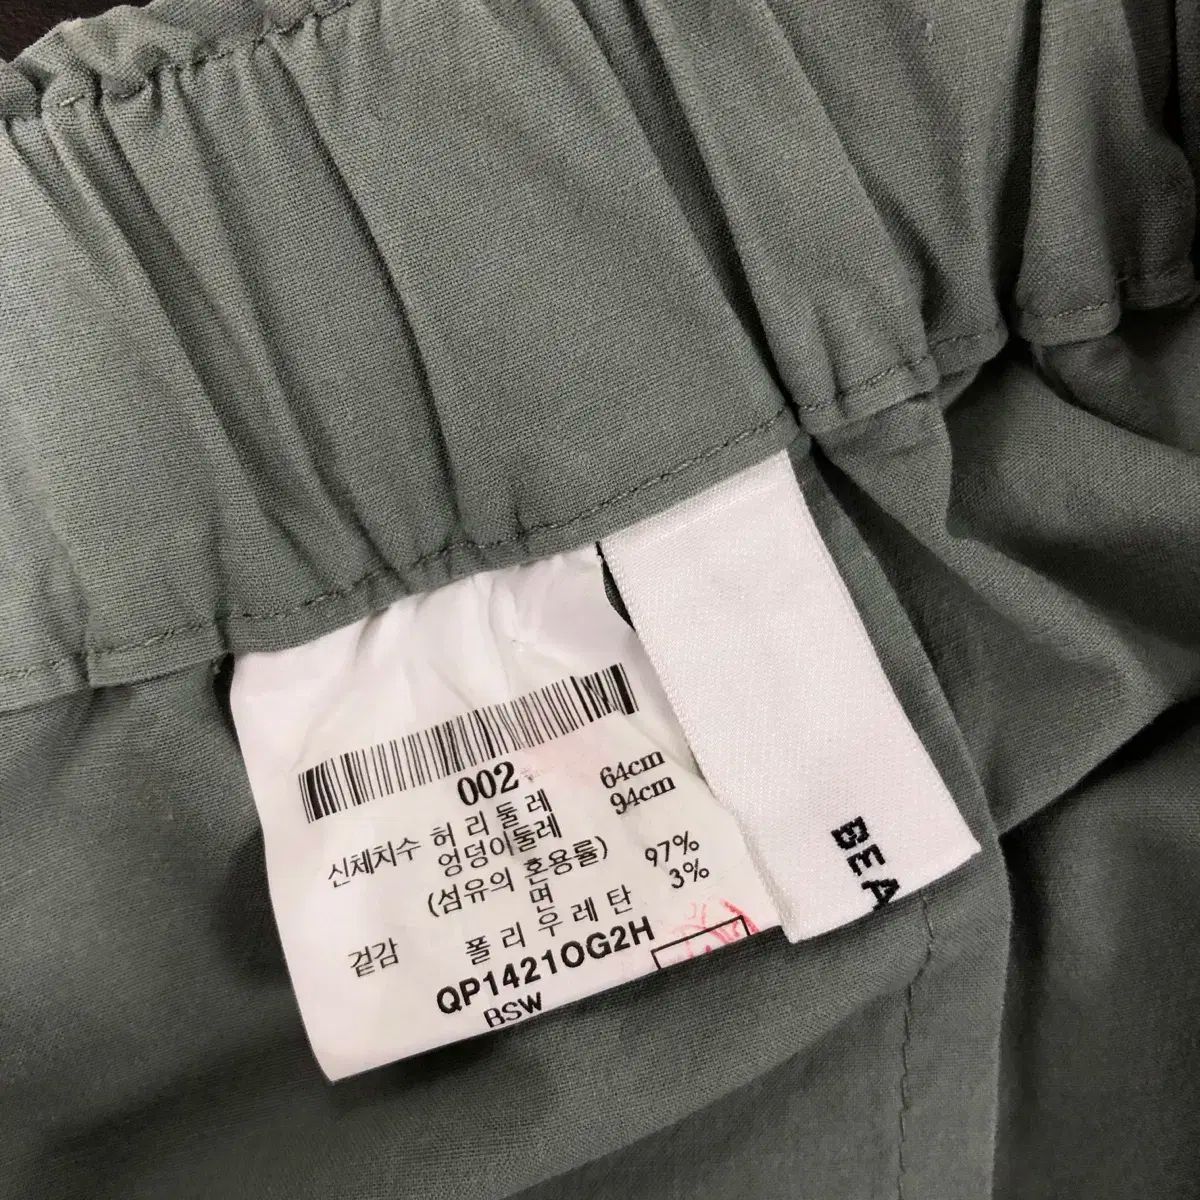 002
신체치수 허리둘레 64cm
엉덩이둘레 94cm
(섬유의 혼용률)
겉감 면 97%
폴리우레탄 3%
QP1421OG2H
BSW
BEA